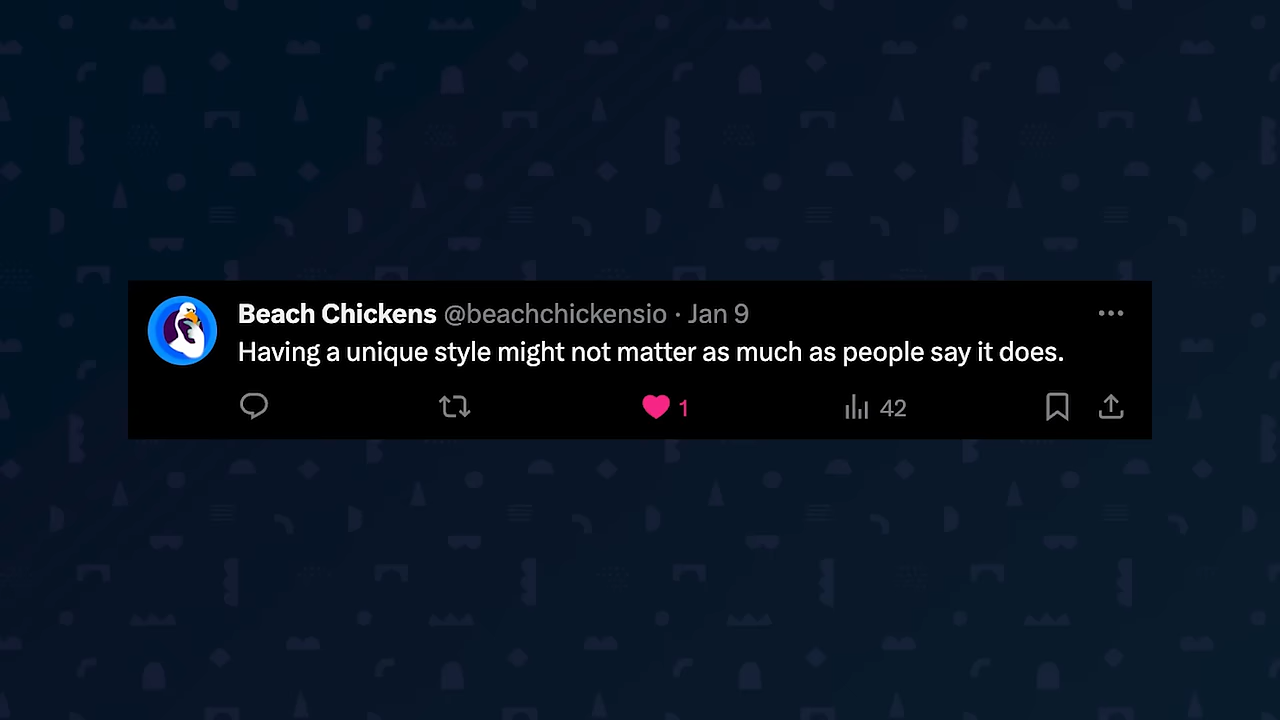 Beach Chickens @beachchickensio · Jan 9
Having a unique style might not matter as much as people say it does.
1 42